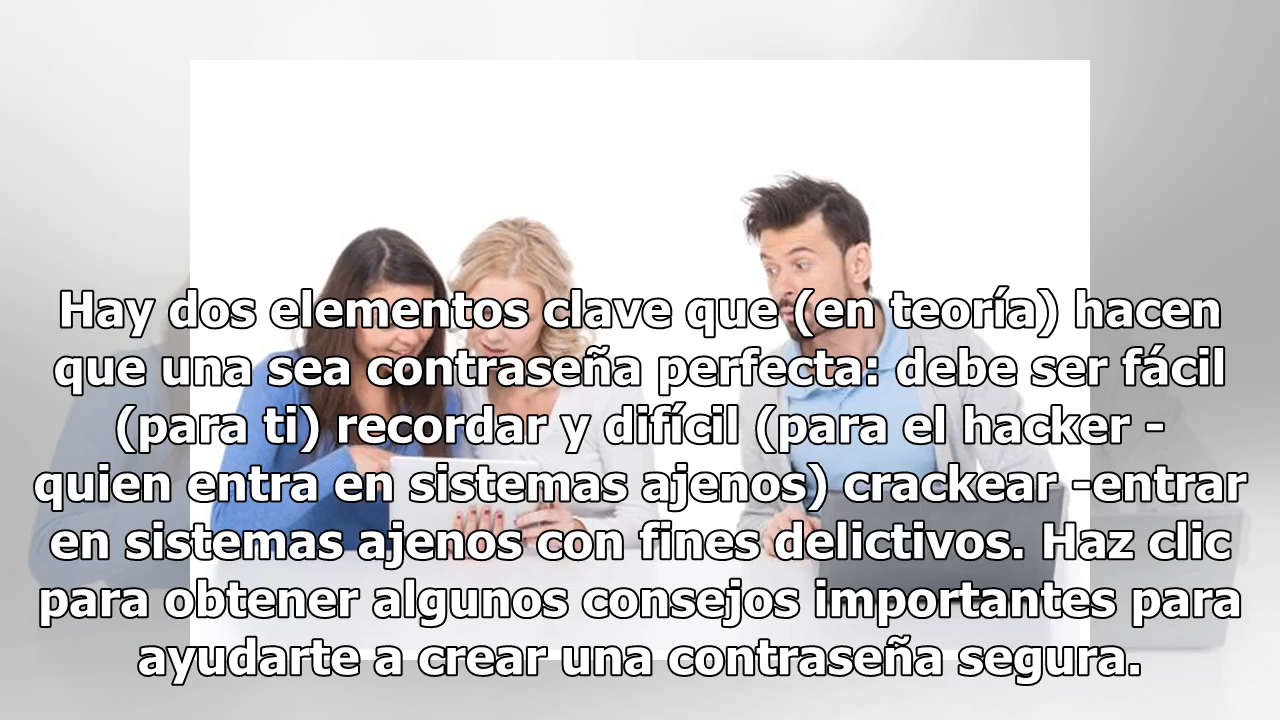 Hay dos elementos clave que (en teoría) hacen
que una sea contraseña perfecta: debe ser fácil
(para ti) recordar y difícil (para el hacker -
quien entra en sistemas ajenos) crackear -entrar
en sistemas ajenos con fines delictivos. Haz clic
para obtener algunos consejos importantes para
ayudarte a crear una contraseña segura.